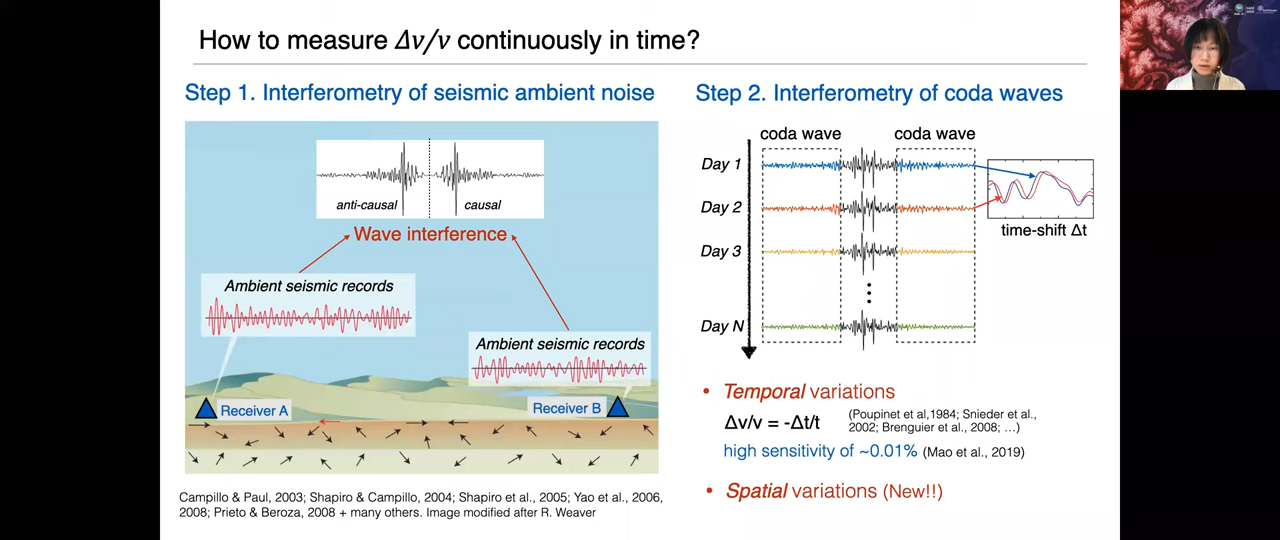 How to measure Δv/v continuously in time?
Step 1. Interferometry of seismic ambient noise
anti-causal
causal
Wave interference
Ambient seismic records
Ambient seismic records
Receiver A
Receiver B
Campillo & Paul, 2003; Shapiro & Campillo, 2004; Shapiro et al., 2005; Yao et al., 2006,
2008; Prieto & Beroza, 2008 + many others. Image modified after R. Weaver
Step 2. Interferometry of coda waves
coda wave
coda wave
Day 1
Day 2
Day 3
Day N
time-shift Δt
• Temporal variations
Δv/v = -Δt/t
(Poupinet et al,1984; Snieder et al.,
2002; Brenguier et al., 2008; …)
high sensitivity of ~0.01% (Mao et al., 2019)
• Spatial variations (New!!)